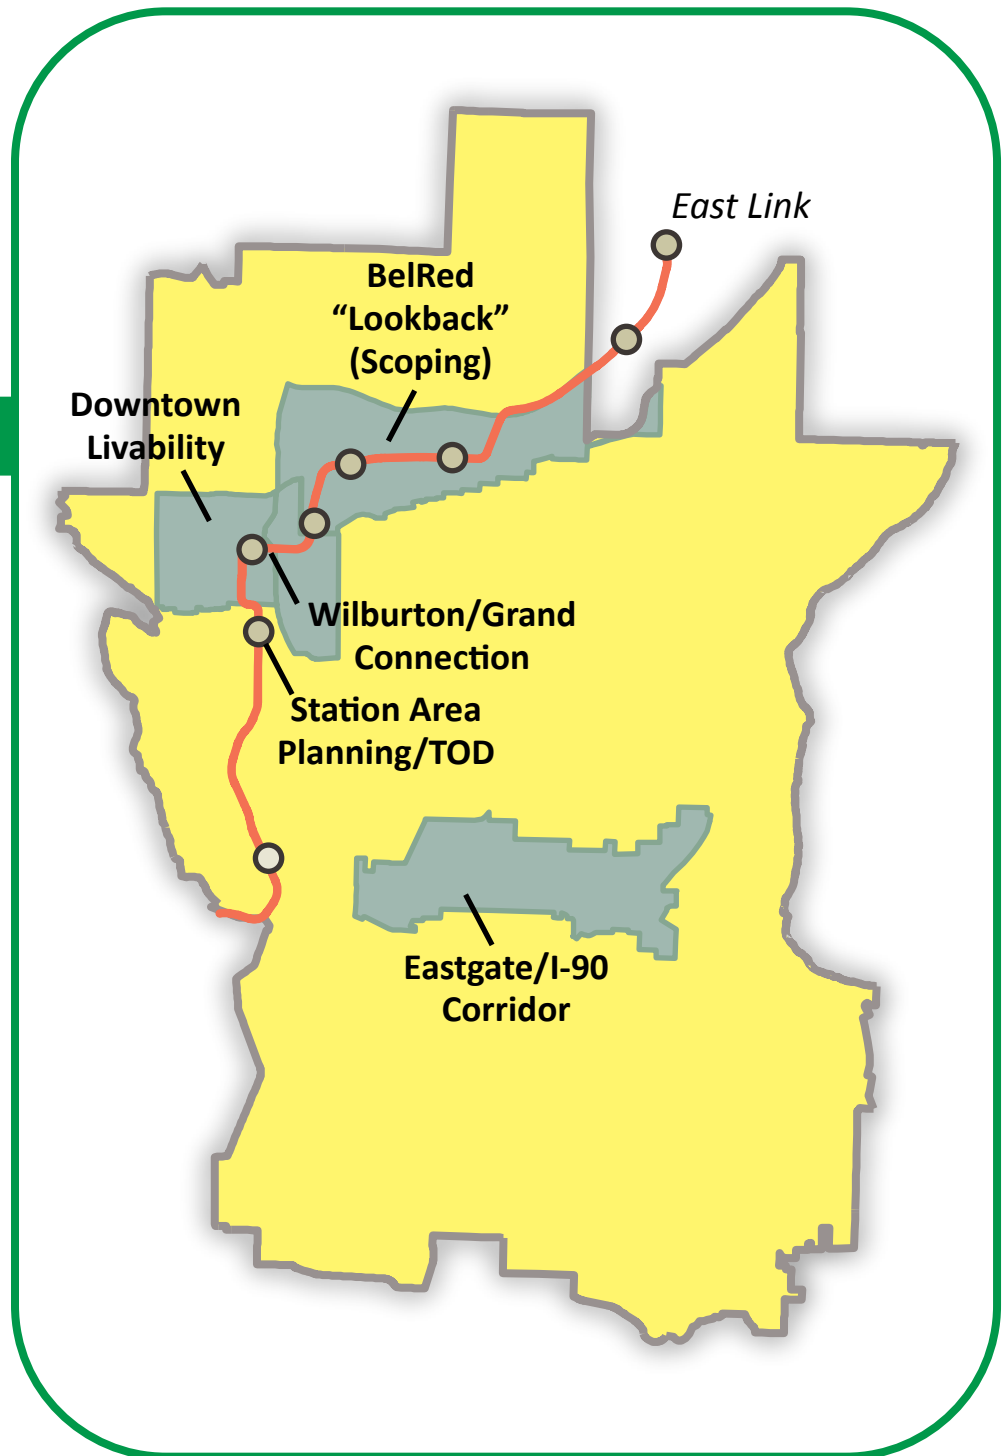 East Link
BelRed
“Lookback”
(Scoping)
Downtown
Livability
Wilburton/Grand
Connection
Station Area
Planning/TOD
Eastgate/I-90
Corridor